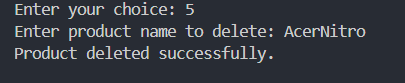 Enter your choice: 5
Enter product name to delete: AcerNitro
Product deleted successfully.